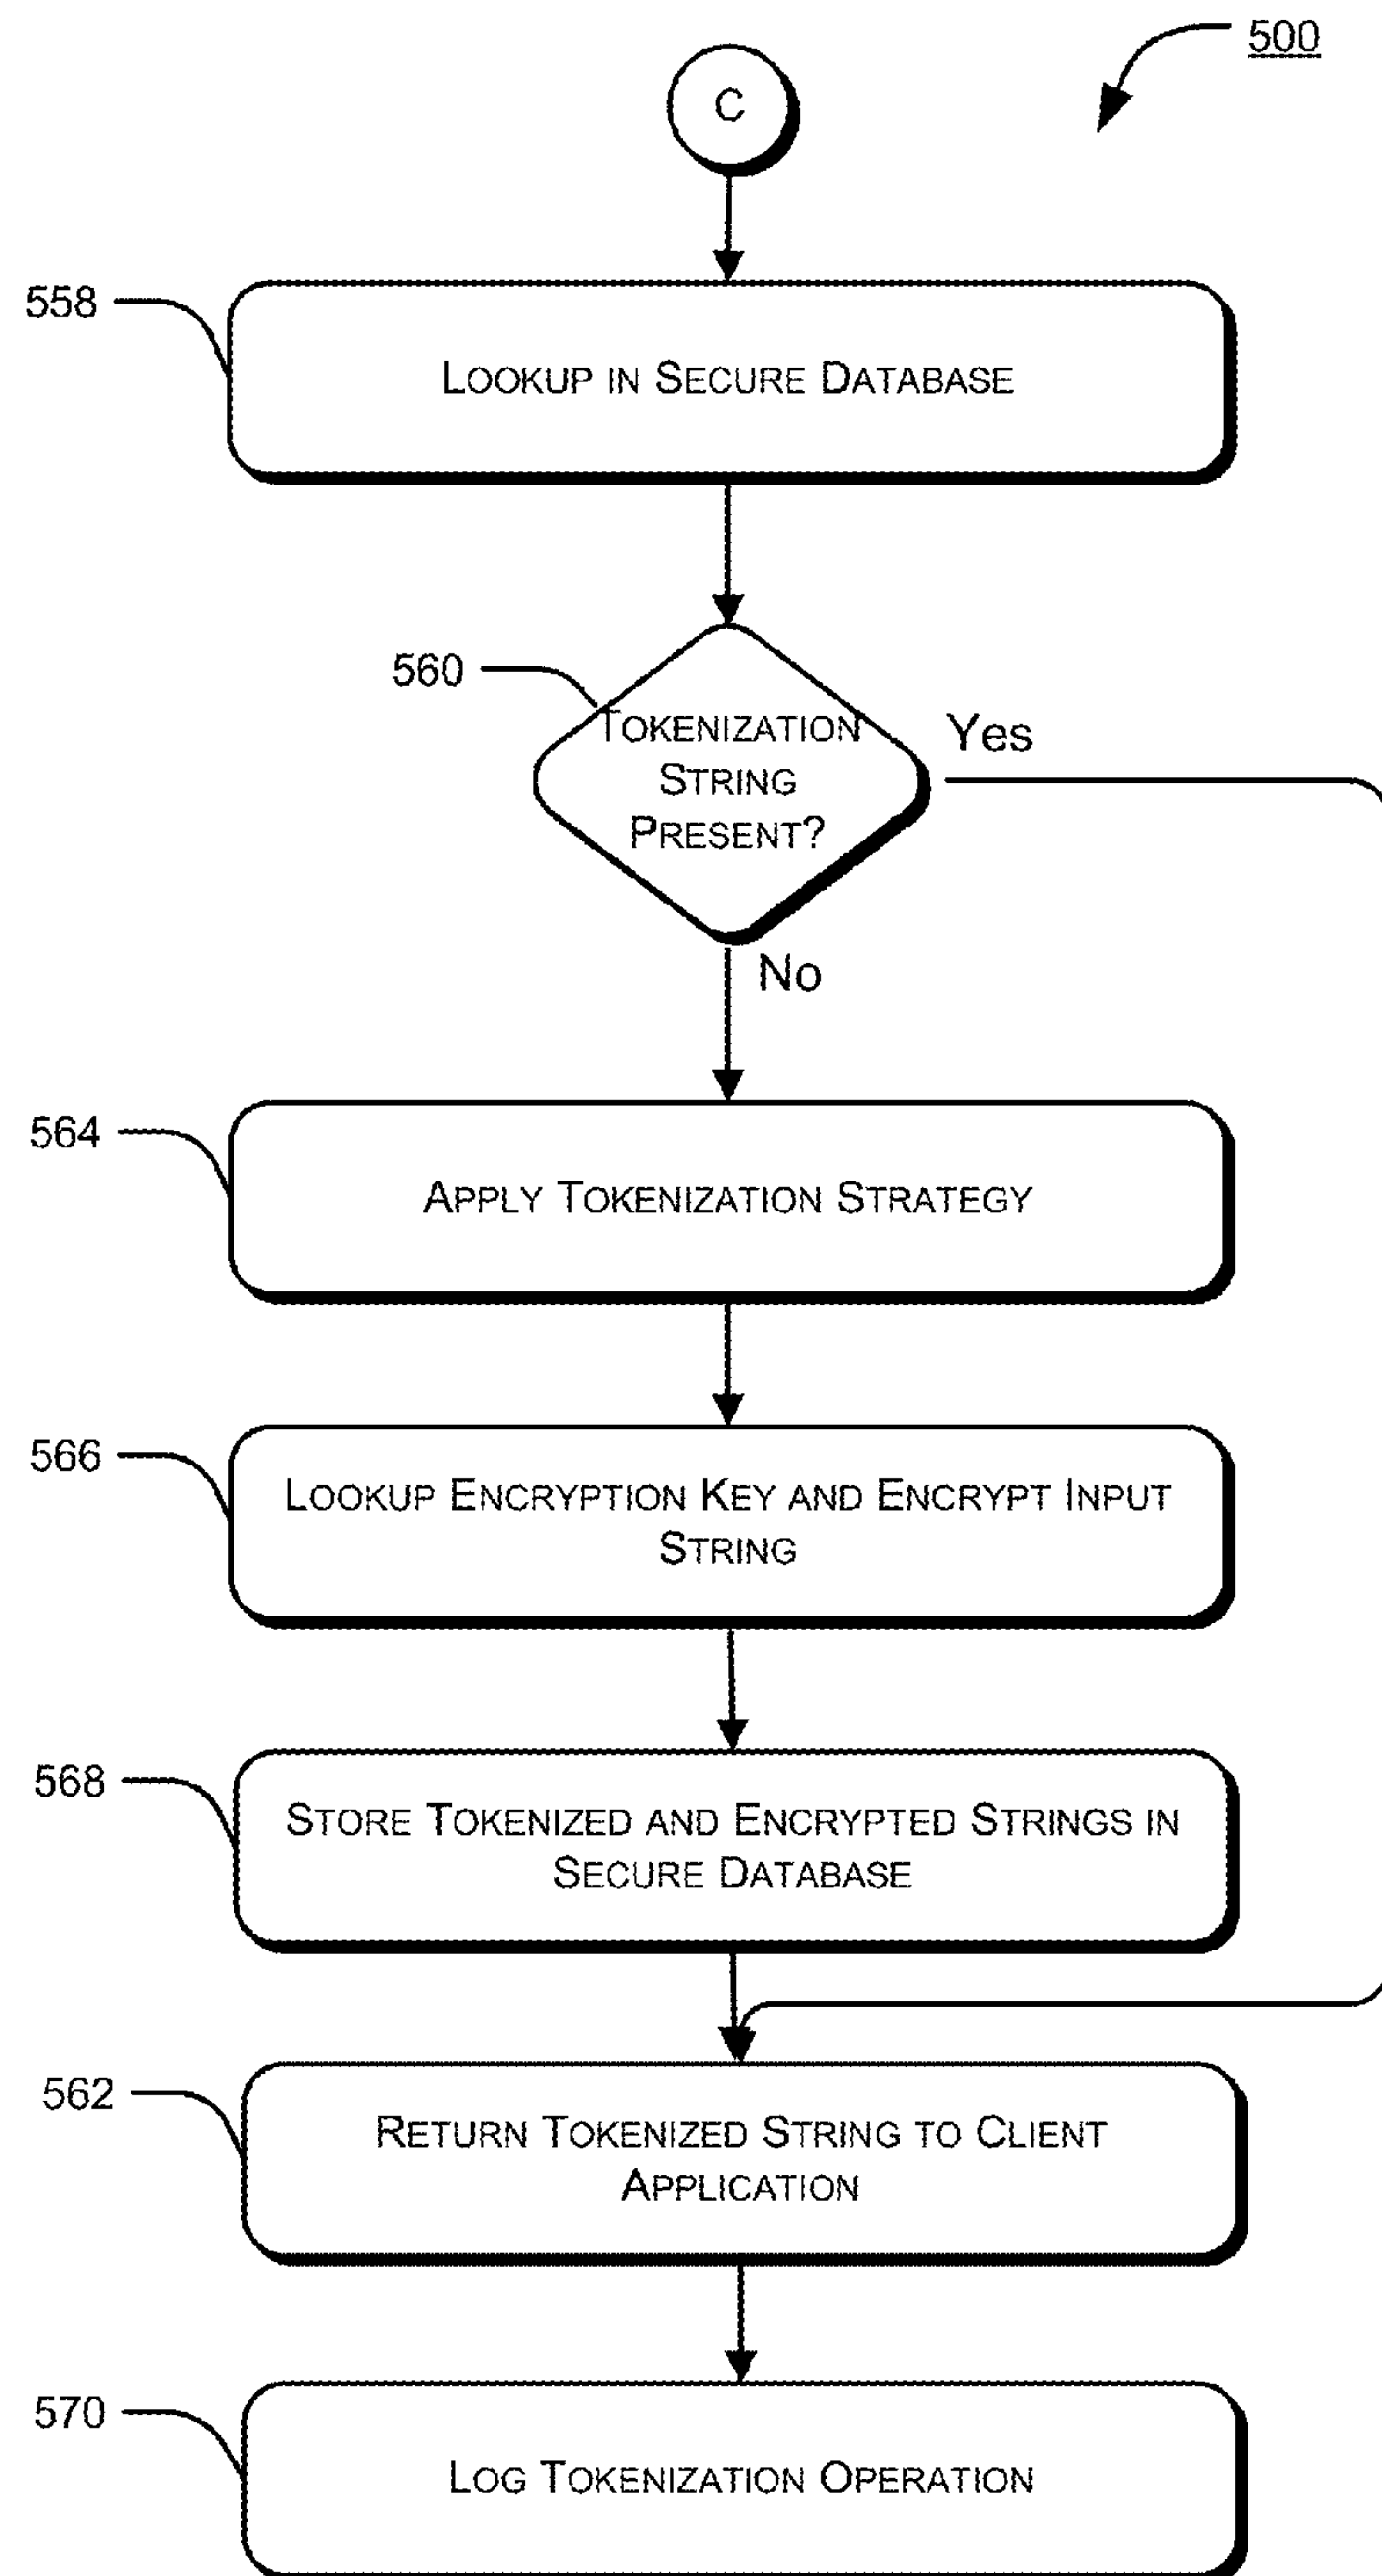 500
C
558
LOOKUP IN SECURE DATABASE
560
TOKENIZATION
STRING
PRESENT?
Yes
No
564
APPLY TOKENIZATION STRATEGY
566
LOOKUP ENCRYPTION KEY AND ENCRYPT INPUT
STRING
568
STORE TOKENIZED AND ENCRYPTED STRINGS IN
SECURE DATABASE
562
RETURN TOKENIZED STRING TO CLIENT
APPLICATION
570
LOG TOKENIZATION OPERATION